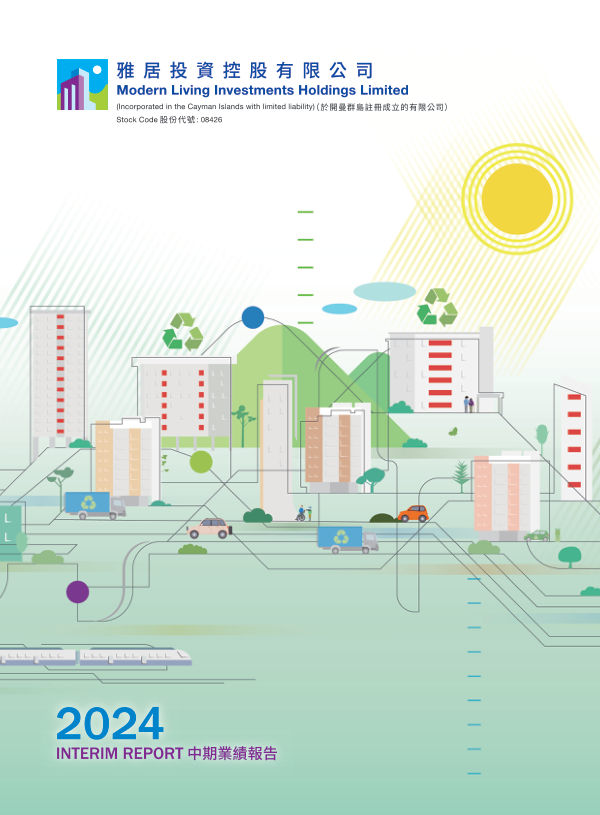 雅居投資控股有限公司
Modern Living Investments Holdings Limited
(Incorporated in the Cayman Islands with limited liability) (於開曼群島註冊成立的有限公司)
Stock Code 股份代號: 08426
2024
INTERIM REPORT 中期業績報告